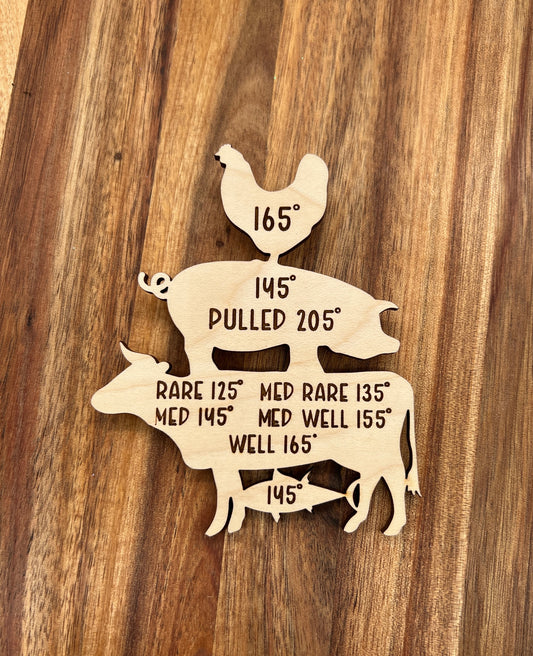 165°
145°
PULLED 205°
RARE 125° MED RARE 135°
MED 145° MED WELL 155°
WELL 165°
145°